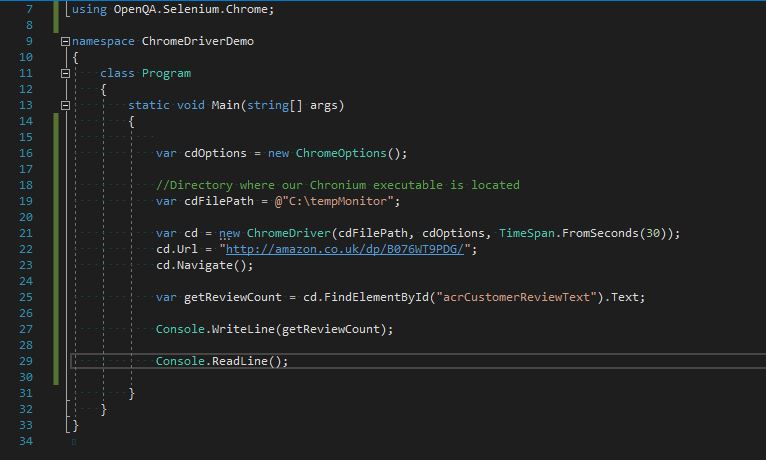 7 using OpenQA.Selenium.Chrome;
8
9 namespace ChromeDriverDemo
10 {
11 class Program
12 {
13 static void Main(string[] args)
14 {
15
16 var cdOptions = new ChromeOptions();
17
18 //Directory where our Chronium executable is located
19 var cdFilePath = @"C:\tempMonitor";
20
21 var cd = new ChromeDriver(cdFilePath, cdOptions, TimeSpan.FromSeconds(30));
22 cd.Url = "http://amazon.co.uk/dp/B076WT9PDG/";
23 cd.Navigate();
24
25 var getReviewCount = cd.FindElementById("acrCustomerReviewText").Text;
26
27 Console.WriteLine(getReviewCount);
28
29 Console.ReadLine();
30
31 }
32 }
33 }
34